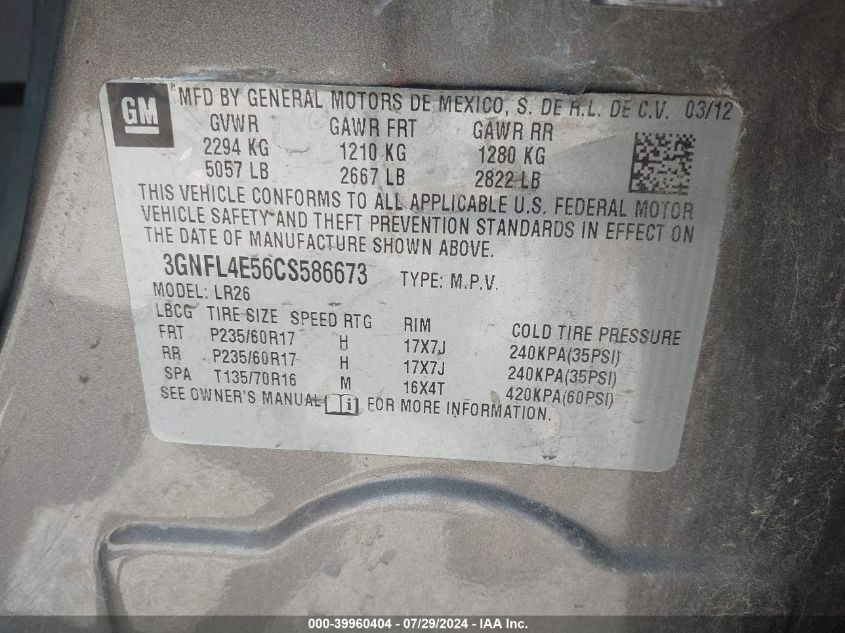 GM
® MFD BY GENERAL MOTORS DE MEXICO, S. DE R.L. DE C.V. 03/12
GVWR GAWR FRT GAWR RR
2294 KG 1210 KG 1280 KG
5057 LB 2667 LB 2822 LB
THIS VEHICLE CONFORMS TO ALL APPLICABLE U.S. FEDERAL MOTOR
VEHICLE SAFETY AND THEFT PREVENTION STANDARDS IN EFFECT ON
THE DATE OF MANUFACTURE SHOWN ABOVE.
3GNFL4E56CS586673 TYPE: M.P.V.
MODEL: LR26
LBCG TIRE SIZE SPEED RTG RIM COLD TIRE PRESSURE
FRT P235/60R17 H 17X7J 240KPA(35PSI)
RR P235/60R17 H 17X7J 240KPA(35PSI)
SPA T135/70R16 M 16X4T 420KPA(60PSI)
SEE OWNER'S MANUAL i FOR MORE INFORMATION.
000-39960404 - 07/29/2024 - IAA Inc.